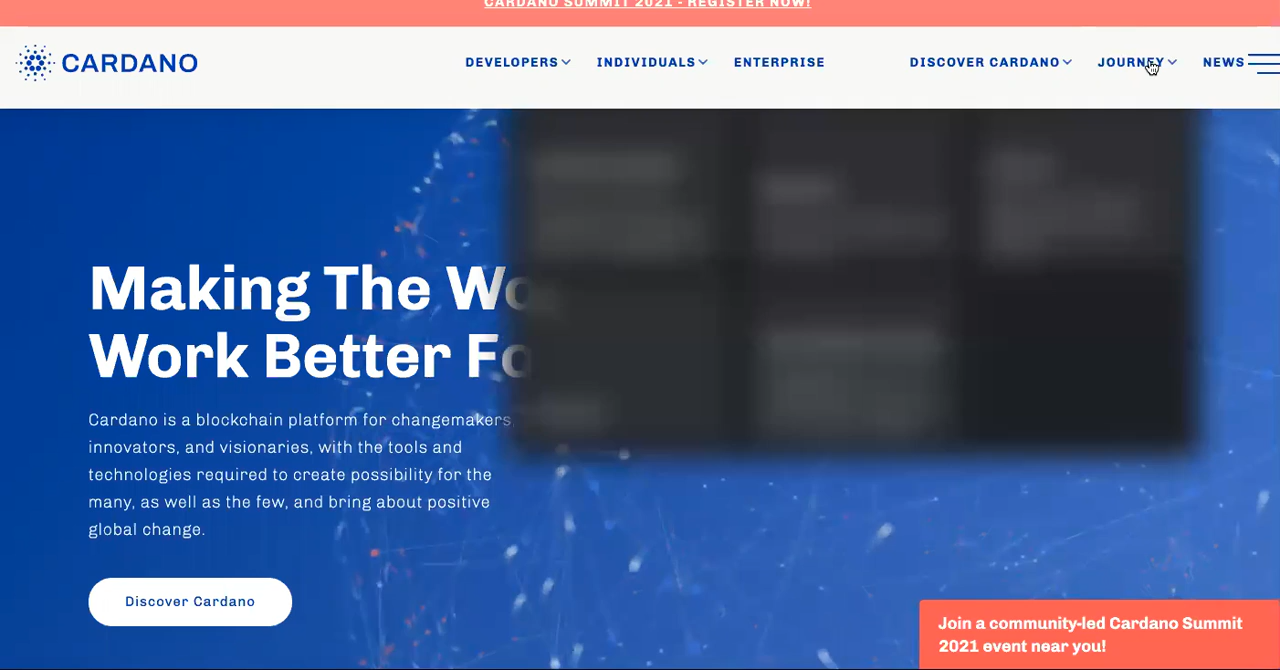 CARDANO SUMMIT 2021 - REGISTER NOW!
CARDANO
DEVELOPERS INDIVIDUALS ENTERPRISE DISCOVER CARDANO JOURNEY NEWS
Making The
Work Better
Cardano is a blockchain platform for changemakers,
innovators, and visionaries, with the tools and
technologies required to create possibility for the
many, as well as the few, and bring about positive
global change.
Discover Cardano
Join a community-led Cardano Summit
2021 event near you!